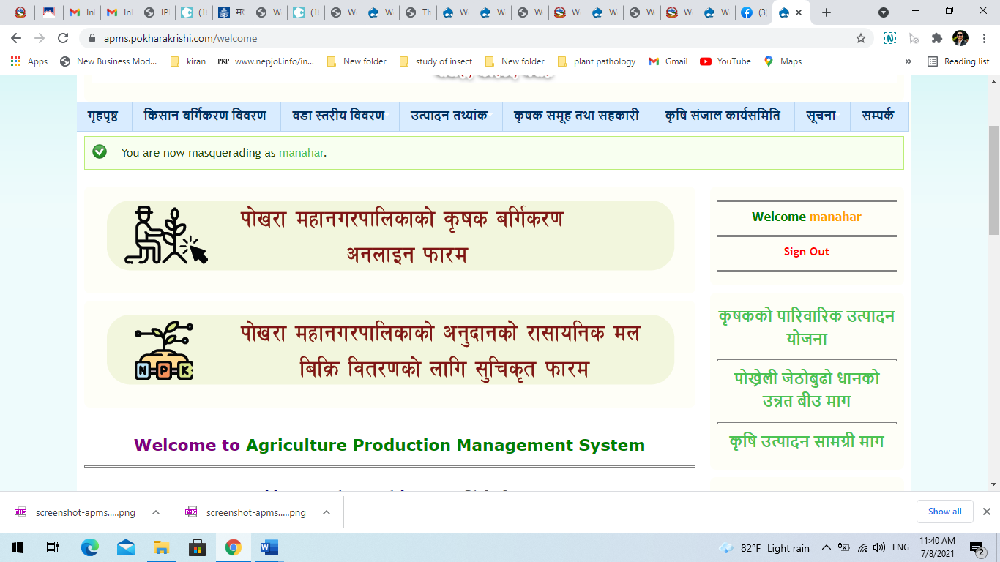 In
In
IP
(18
मा
W
(18
W
W
Th
W
W
W
W
W
W
W
W
(3)
apms.pokharakrishi.com/welcome
Apps
New Business Mod...
kiran
PKP
www.nepjol.info/in...
New folder
study of insect
New folder
plant pathology
Gmail
YouTube
Maps
»
Reading list
गृहपृष्ठ
किसान बर्गिकरण विवरण
वडा स्तरीय विवरण
उत्पादन तथ्यांक
कृषक समूह तथा सहकारी
कृषि संजाल कार्यसमिति
सूचना
सम्पर्क
You are now masquerading as manahar.
पोखरा महानगरपालिकाको कृषक बर्गिकरण
अनलाइन फारम
पोखरा महानगरपालिकाको अनुदानको रासायनिक मल
बिक्रि वितरणको लागि सुचिकृत फारम
Welcome to Agriculture Production Management System
Welcome manahar
Sign Out
कृषकको पारिवारिक उत्पादन
योजना
पोख्रेली जेठोबुढो धानको
उन्नत बीउ माग
कृषि उत्पादन सामग्री माग
screenshot-apms.....png
screenshot-apms.....png
Show all
82°F Light rain
ENG
11:40 AM
7/8/2021
2